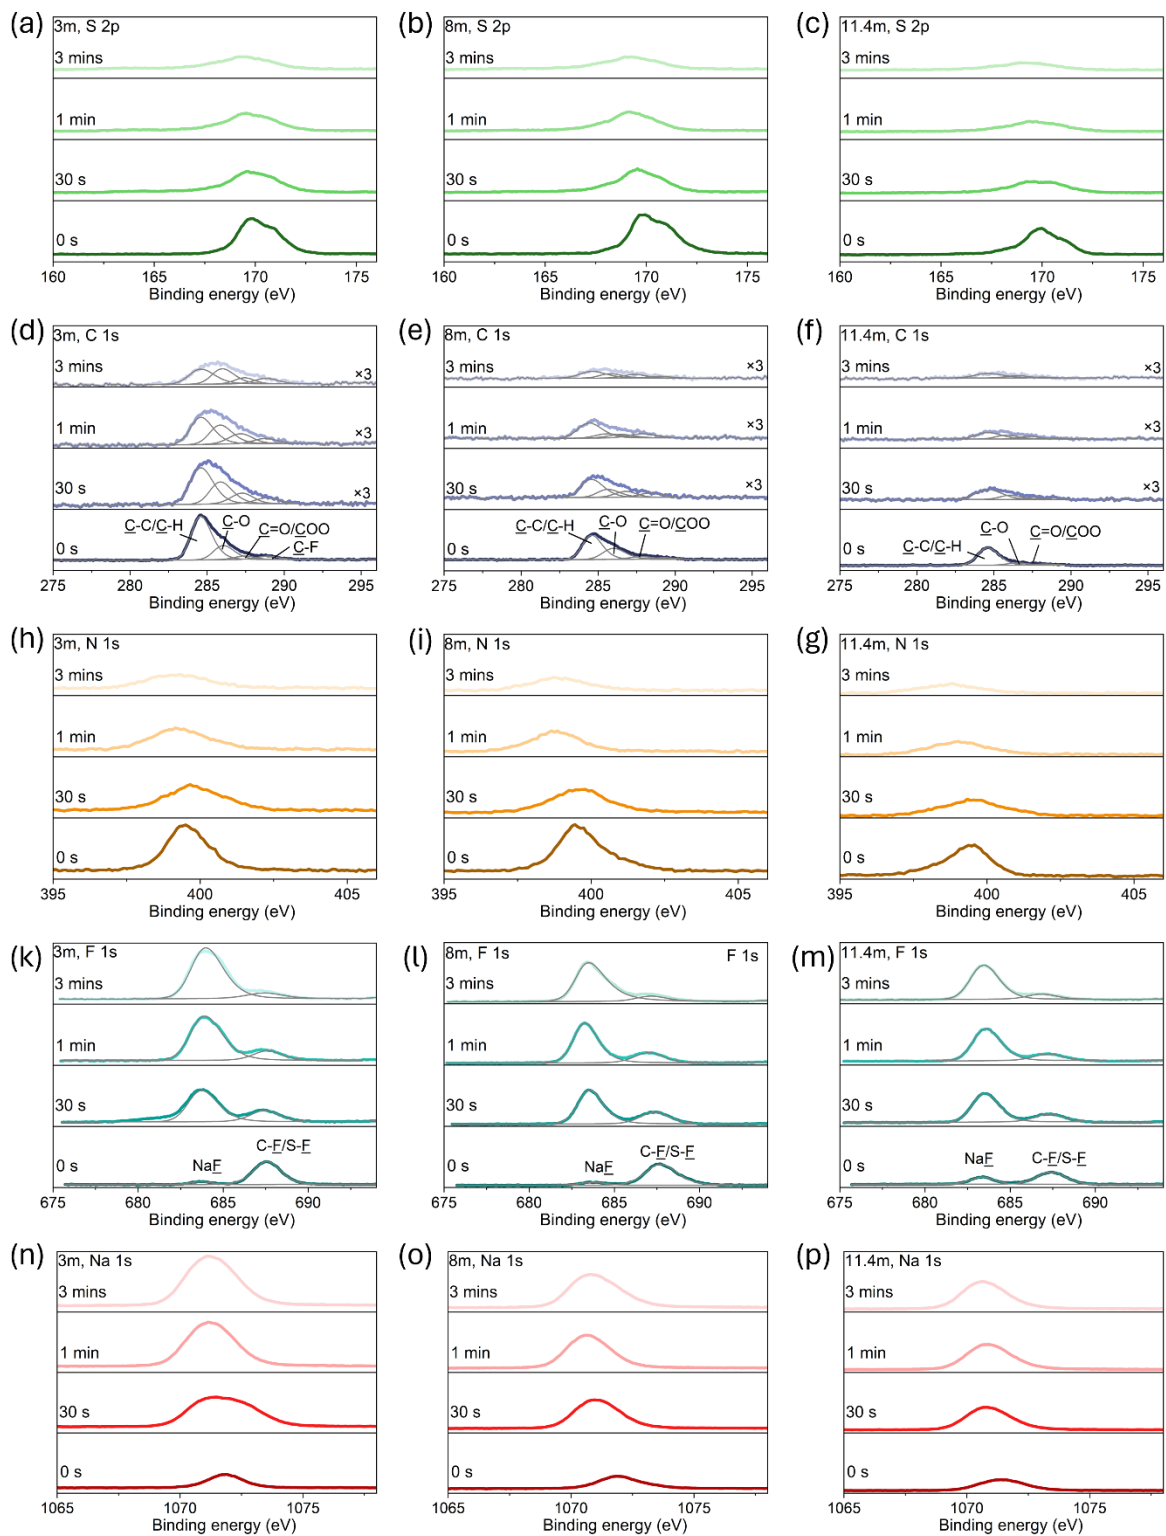 (a)
3m, S 2p
3 mins
1 min
30 s
0 s
160 165 170 175
Binding energy (eV)
(b)
8m, S 2p
3 mins
1 min
30 s
0 s
160 165 170 175
Binding energy (eV)
(c)
11.4m, S 2p
3 mins
1 min
30 s
0 s
160 165 170 175
Binding energy (eV)
(d)
3m, C 1s
3 mins
×3
1 min
×3
30 s
×3
0 s
C-C/C-H
C-O
C=O/COO
C-F
275 280 285 290 295
Binding energy (eV)
(e)
8m, C 1s
3 mins
×3
1 min
×3
30 s
×3
0 s
C-C/C-H
C-O
C=O/COO
275 280 285 290 295
Binding energy (eV)
(f)
11.4m, C 1s
3 mins
×3
1 min
×3
30 s
×3
0 s
C-C/C-H
C-O
C=O/COO
275 280 285 290 295
Binding energy (eV)
(h)
3m, N 1s
3 mins
1 min
30 s
0 s
395 400 405
Binding energy (eV)
(i)
8m, N 1s
3 mins
1 min
30 s
0 s
395 400 405
Binding energy (eV)
(g)
11.4m, N 1s
3 mins
1 min
30 s
0 s
395 400 405
Binding energy (eV)
(k)
3m, F 1s
3 mins
1 min
30 s
0 s
NaF
C-F/S-F
675 680 685 690
Binding energy (eV)
(l)
8m, F 1s
F 1s
3 mins
1 min
30 s
0 s
NaF
C-F/S-F
675 680 685 690
Binding energy (eV)
(m)
11.4m, F 1s
3 mins
1 min
30 s
0 s
NaF
C-F/S-F
675 680 685 690
Binding energy (eV)
(n)
3m, Na 1s
3 mins
1 min
30 s
0 s
1065 1070 1075
Binding energy (eV)
(o)
8m, Na 1s
3 mins
1 min
30 s
0 s
1065 1070 1075
Binding energy (eV)
(p)
11.4m, Na 1s
3 mins
1 min
30 s
0 s
1065 1070 1075
Binding energy (eV)